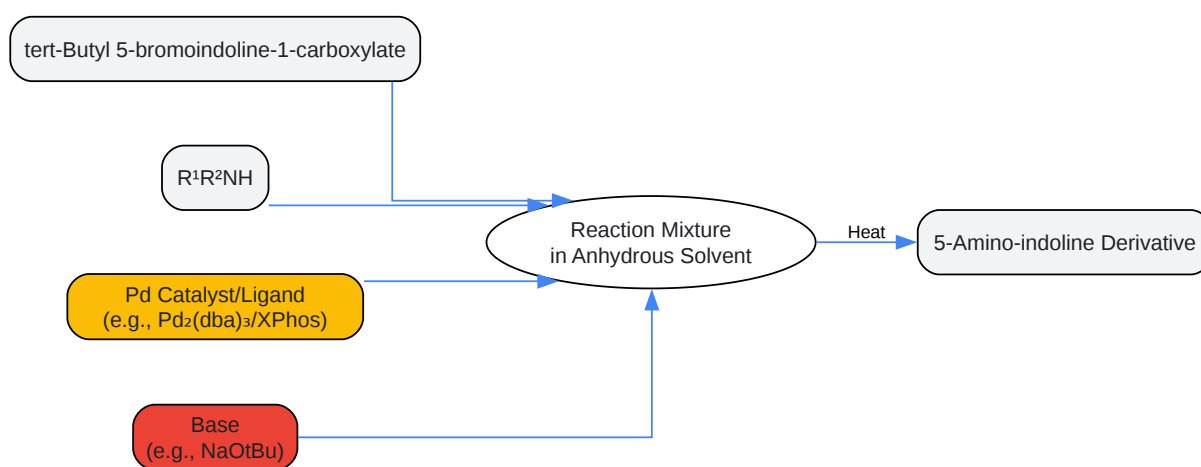 tert-Butyl 5-bromoindoline-1-carboxylate
R¹R²NH
Reaction Mixture
in Anhydrous Solvent
Heat
5-Amino-indoline Derivative
Pd Catalyst/Ligand
(e.g., Pd₂(dba)₃/XPhos)
Base
(e.g., NaOtBu)